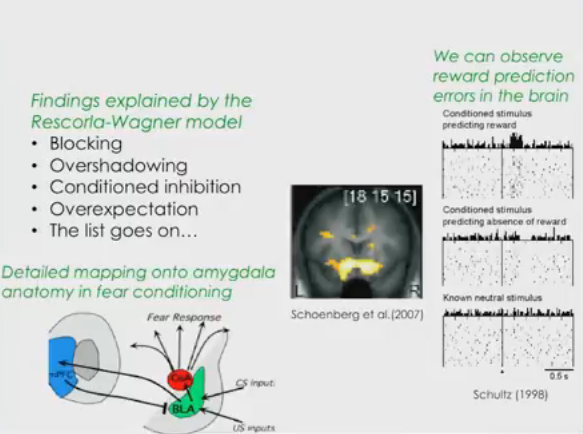 We can observe
reward prediction
errors in the brain
Findings explained by the
Rescorla-Wagner model
• Blocking
• Overshadowing
• Conditioned inhibition
• Overexpectation
• The list goes on…
Detailed mapping onto amygdala
anatomy in fear conditioning
Fear Response
mPFC
CeA
BLA
CS input:
US inputs
[18 15 15]
L
R
Schoenberg et al.(2007)
Conditioned stimulus
predicting reward
Conditioned stimulus
predicting absence of reward
Known neutral stimulus
0.5 s
Schultz (1998)